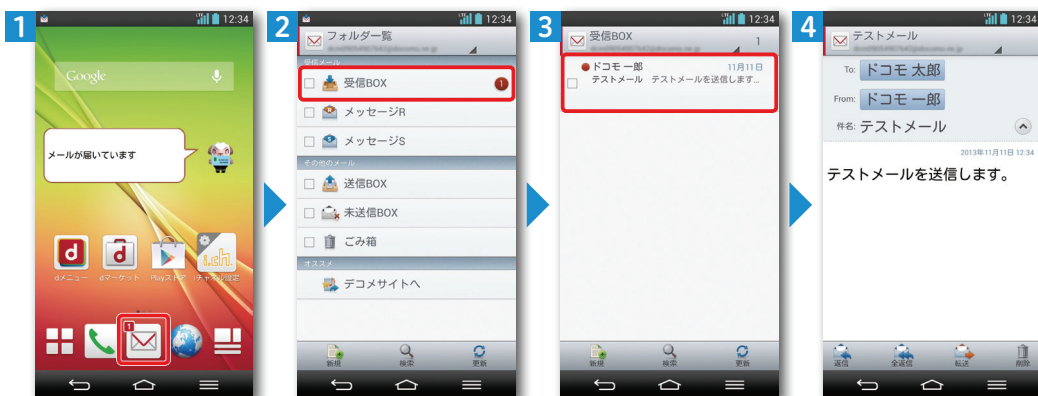 1
12:34
Google
メールが届いています
dメニュー
dマーケット
Playストア
iチャネル設定
i.ch.
1
2
12:34
フォルダ一覧
受信メール
受信BOX
1
メッセージR
メッセージS
その他のメール
送信BOX
未送信BOX
ごみ箱
オススメ
デコメサイトへ
新規
検索
更新
3
12:34
受信BOX
1
ドコモ 一郎
11月11日
テストメール テストメールを送信します...
新規
検索
更新
4
12:34
テストメール
To: ドコモ 太郎
From: ドコモ 一郎
件名: テストメール
2013年11月11日 12:34
テストメールを送信します。
返信
全返信
転送
削除